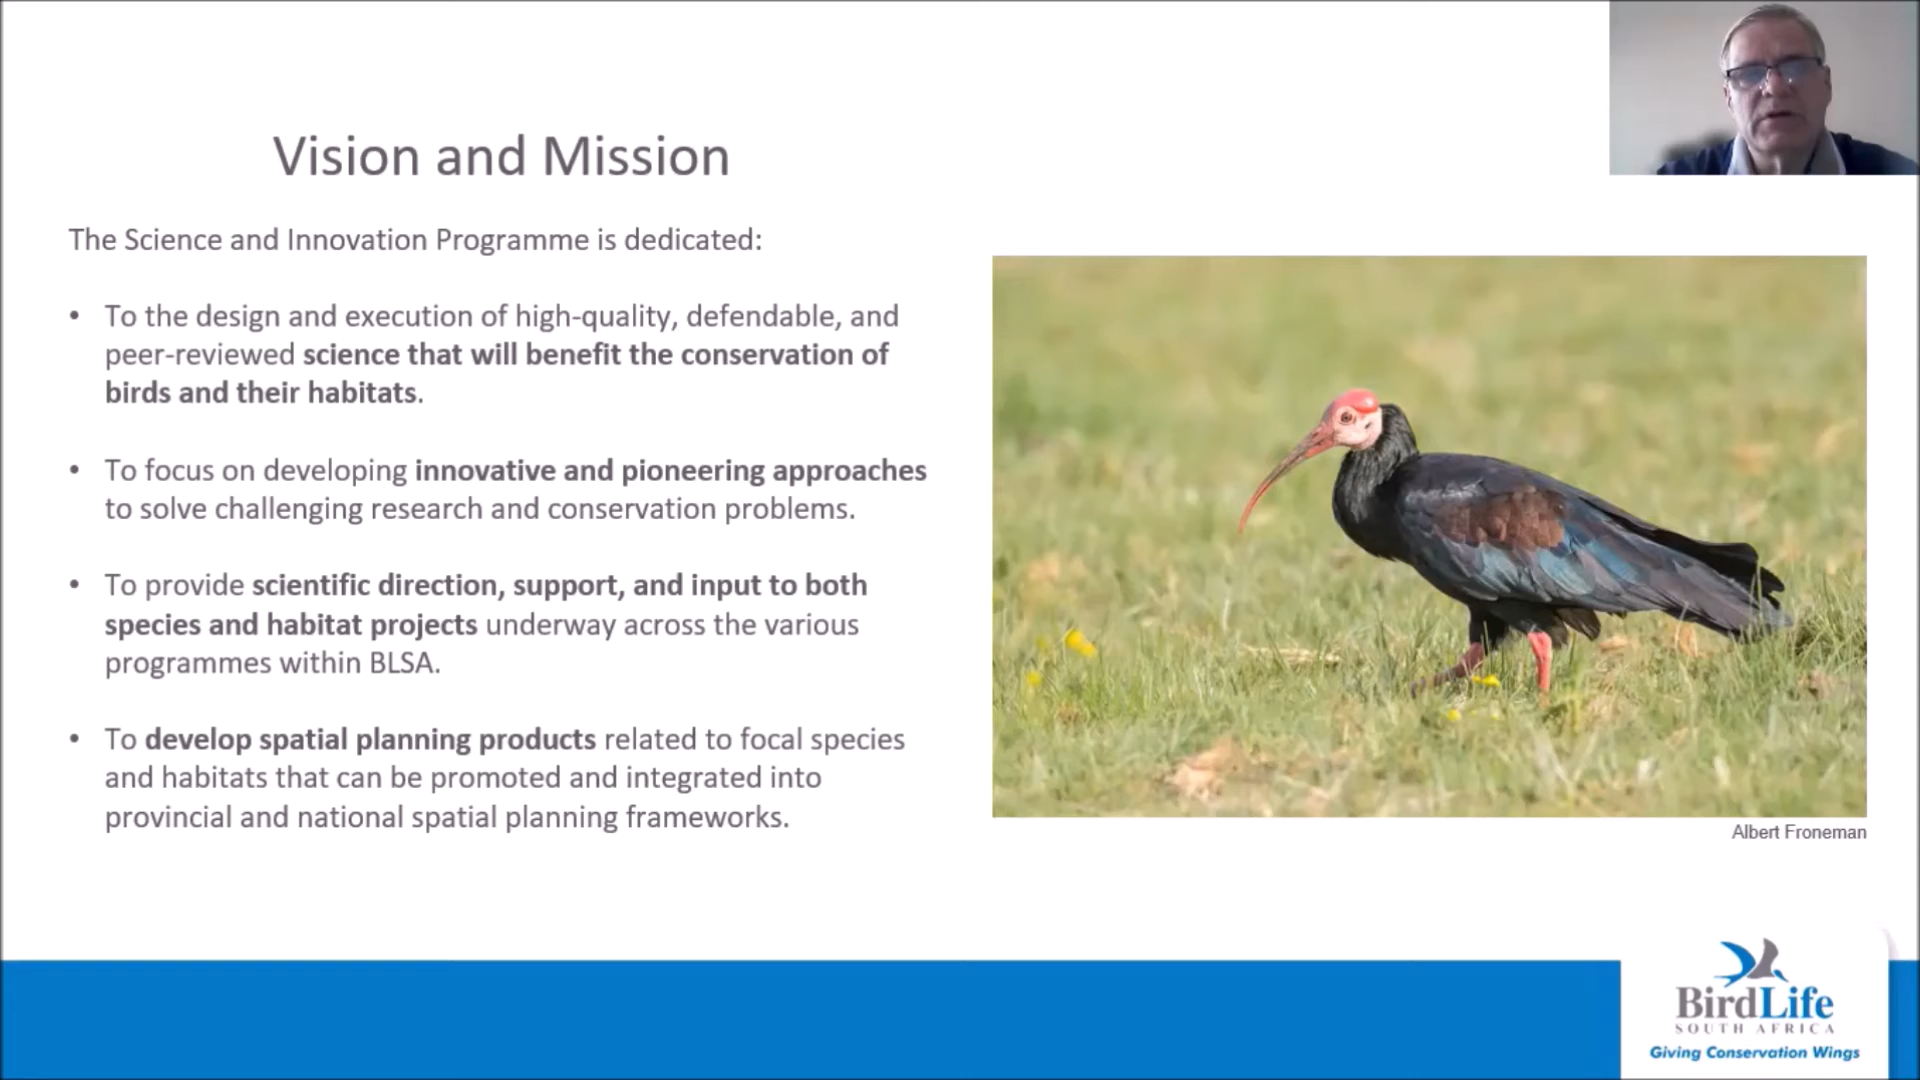 Vision and Mission
The Science and Innovation Programme is dedicated:
• To the design and execution of high-quality, defendable, and
peer-reviewed science that will benefit the conservation of
birds and their habitats.
• To focus on developing innovative and pioneering approaches
to solve challenging research and conservation problems.
• To provide scientific direction, support, and input to both
species and habitat projects underway across the various
programmes within BLSA.
• To develop spatial planning products related to focal species
and habitats that can be promoted and integrated into
provincial and national spatial planning frameworks.
Albert Froneman
BirdLife
SOUTH AFRICA
Giving Conservation Wings